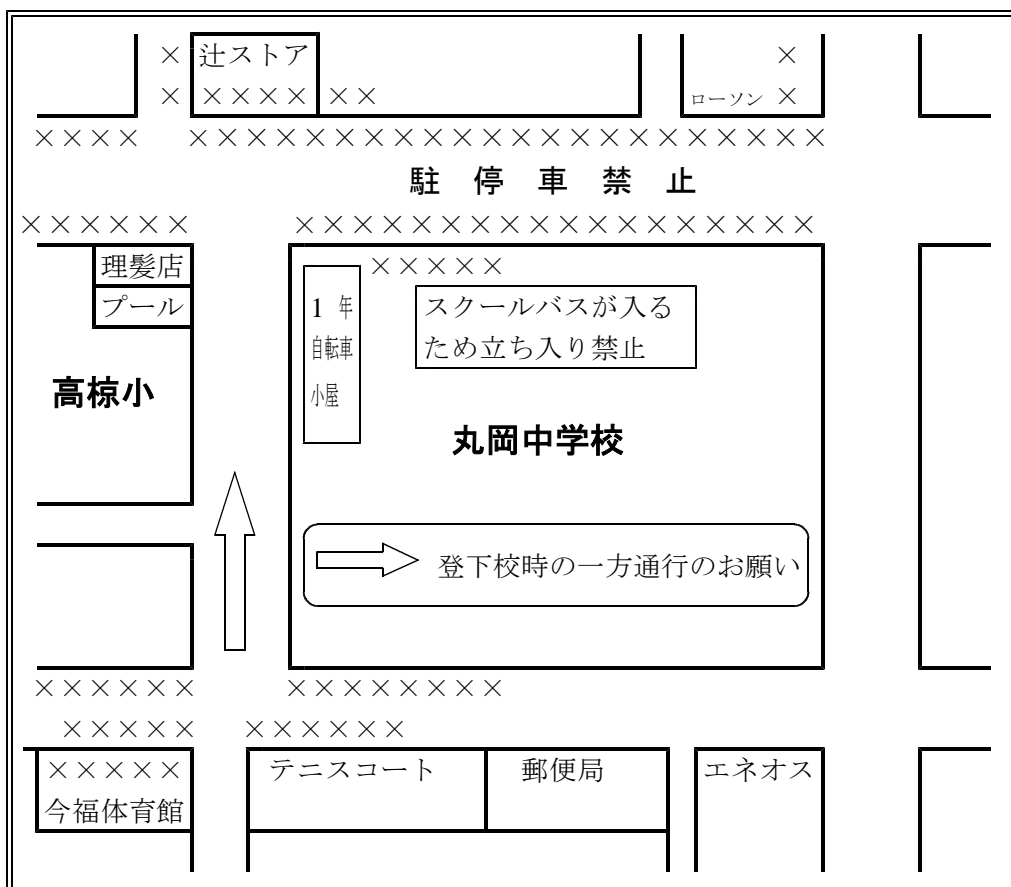 × 辻ストア ×
× ×××× ×× ローソン ×
×××× ××××××××××××××××××××××
駐停車禁止
×××××× ××××××××××××××××××
理髪店 ×××××
プール
1年
自転車
小屋
スクールバスが入る
ため立ち入り禁止
高椋小
丸岡中学校
登下校時の一方通行のお願い
×××××× ××××××××
××××× ××××××
×××××
今福体育館
テニスコート
郵便局
エネオス